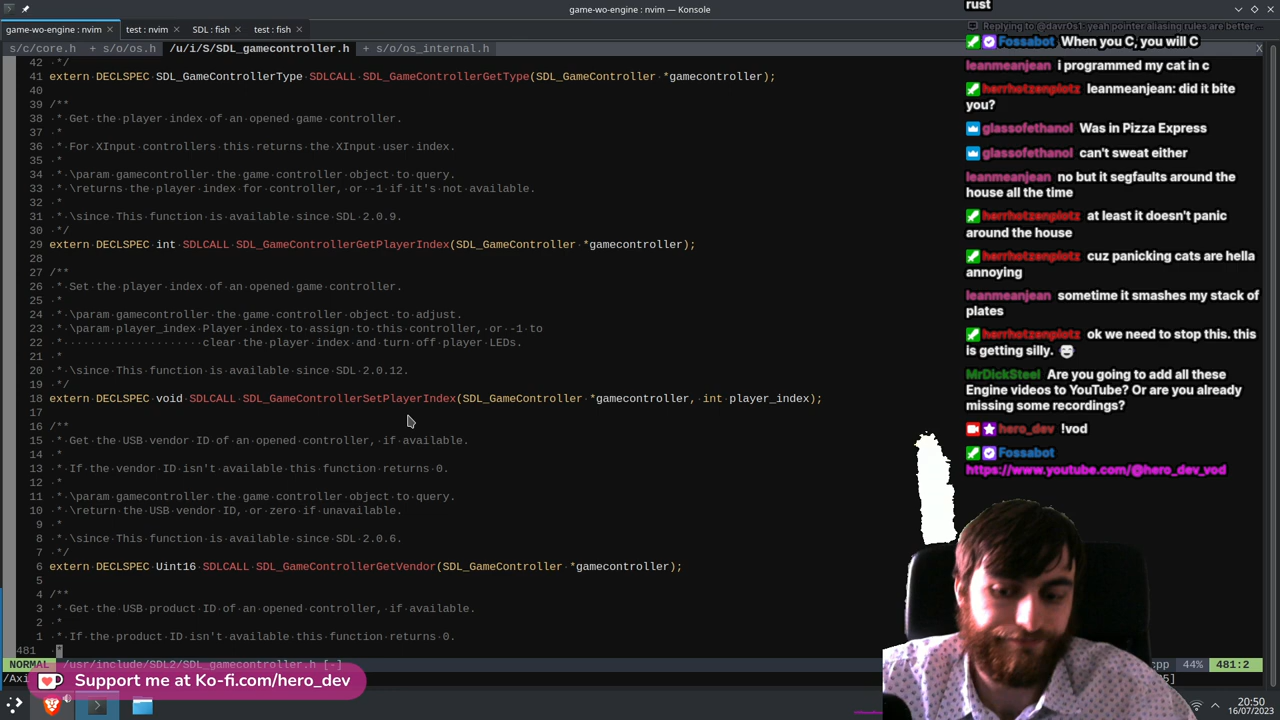 game-wo-engine : nvim — Konsole
game-wo-engine : nvim × test : nvim × SDL : fish × test : fish ×
s/c/core.h + s/o/os.h /u/i/S/SDL_gamecontroller.h + s/o/os_internal.h X
42 */
41 extern DECLSPEC SDL_GameControllerType SDLCALL SDL_GameControllerGetType(SDL_GameController *gamecontroller);
40
39 /**
38 * Get the player index of an opened game controller.
37 *
36 * For XInput controllers this returns the XInput user index.
35 *
34 * \param gamecontroller the game controller object to query.
33 * \returns the player index for controller, or -1 if it's not available.
32 *
31 * \since This function is available since SDL 2.0.9.
30 */
29 extern DECLSPEC int SDLCALL SDL_GameControllerGetPlayerIndex(SDL_GameController *gamecontroller);
28
27 /**
26 * Set the player index of an opened game controller.
25 *
24 * \param gamecontroller the game controller object to adjust.
23 * \param player_index Player index to assign to this controller, or -1 to
22 * clear the player index and turn off player LEDs.
21 *
20 * \since This function is available since SDL 2.0.12.
19 */
18 extern DECLSPEC void SDLCALL SDL_GameControllerSetPlayerIndex(SDL_GameController *gamecontroller, int player_index);
17
16 /**
15 * Get the USB vendor ID of an opened controller, if available.
14 *
13 * If the vendor ID isn't available this function returns 0.
12 *
11 * \param gamecontroller the game controller object to query.
10 * \return the USB vendor ID, or zero if unavailable.
9 *
8 * \since This function is available since SDL 2.0.6.
7 */
6 extern DECLSPEC Uint16 SDLCALL SDL_GameControllerGetVendor(SDL_GameController *gamecontroller);
5
4 /**
3 * Get the USB product ID of an opened controller, if available.
2 *
1 * If the product ID isn't available this function returns 0.
481 *
NORMAL /usr/include/SDL2/SDL_gamecontroller.h [-] cpp 44% 481:2
/Axi
Support me at Ko-fi.com/hero_dev
20:50
16/07/2023
rust
Replying to @davr0s1: yeah pointer aliasing rules are better ...
Fossabot When you C, you will C
leanmeanjean i programmed my cat in c
herrhotzenplotz leanmeanjean: did it bite
you?
glassofethanol Was in Pizza Express
glassofethanol can't sweat either
leanmeanjean no but it segfaults around the
house all the time
herrhotzenplotz at least it doesn't panic
around the house
herrhotzenplotz cuz panicking cats are hella
annoying
leanmeanjean sometime it smashes my stack of
plates
herrhotzenplotz ok we need to stop this. this
is getting silly.
MrDickSteel Are you going to add all these
Engine videos to YouTube? Or are you already
missing some recordings?
hero_dev !vod
Fossabot
https://www.youtube.com/@hero_dev_vod